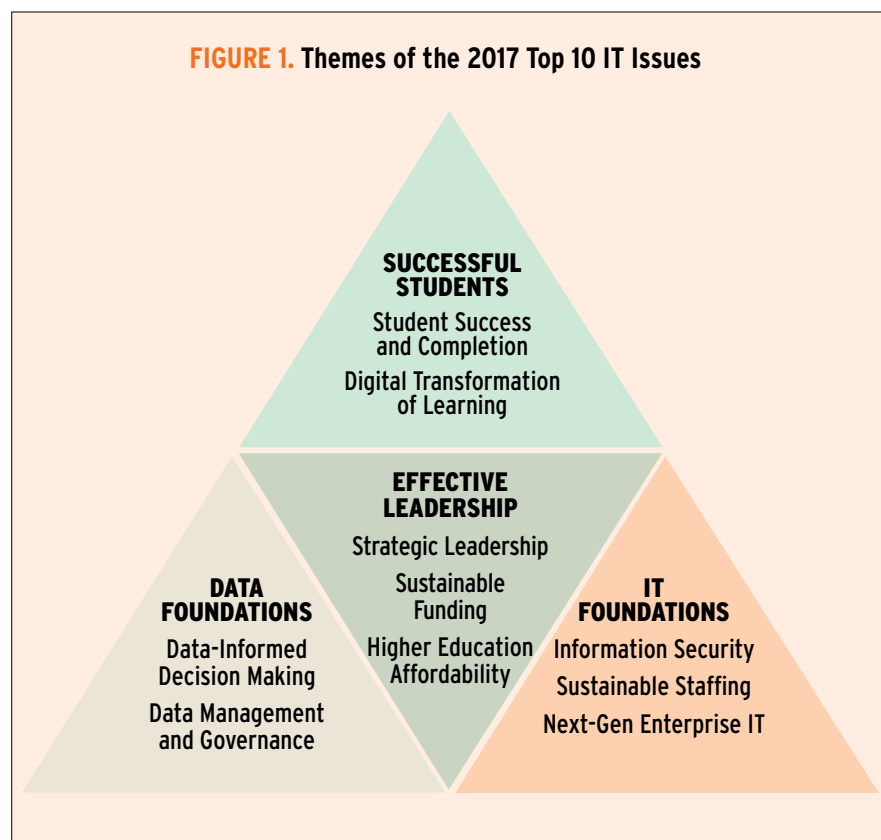 FIGURE 1. Themes of the 2017 Top 10 IT Issues
SUCCESSFUL
STUDENTS
Student Success
and Completion
Digital Transformation
of Learning
EFFECTIVE
LEADERSHIP
Strategic Leadership
Sustainable
Funding
Higher Education
Affordability
DATA
FOUNDATIONS
Data-Informed
Decision Making
Data Management
and Governance
IT
FOUNDATIONS
Information Security
Sustainable Staffing
Next-Gen Enterprise IT